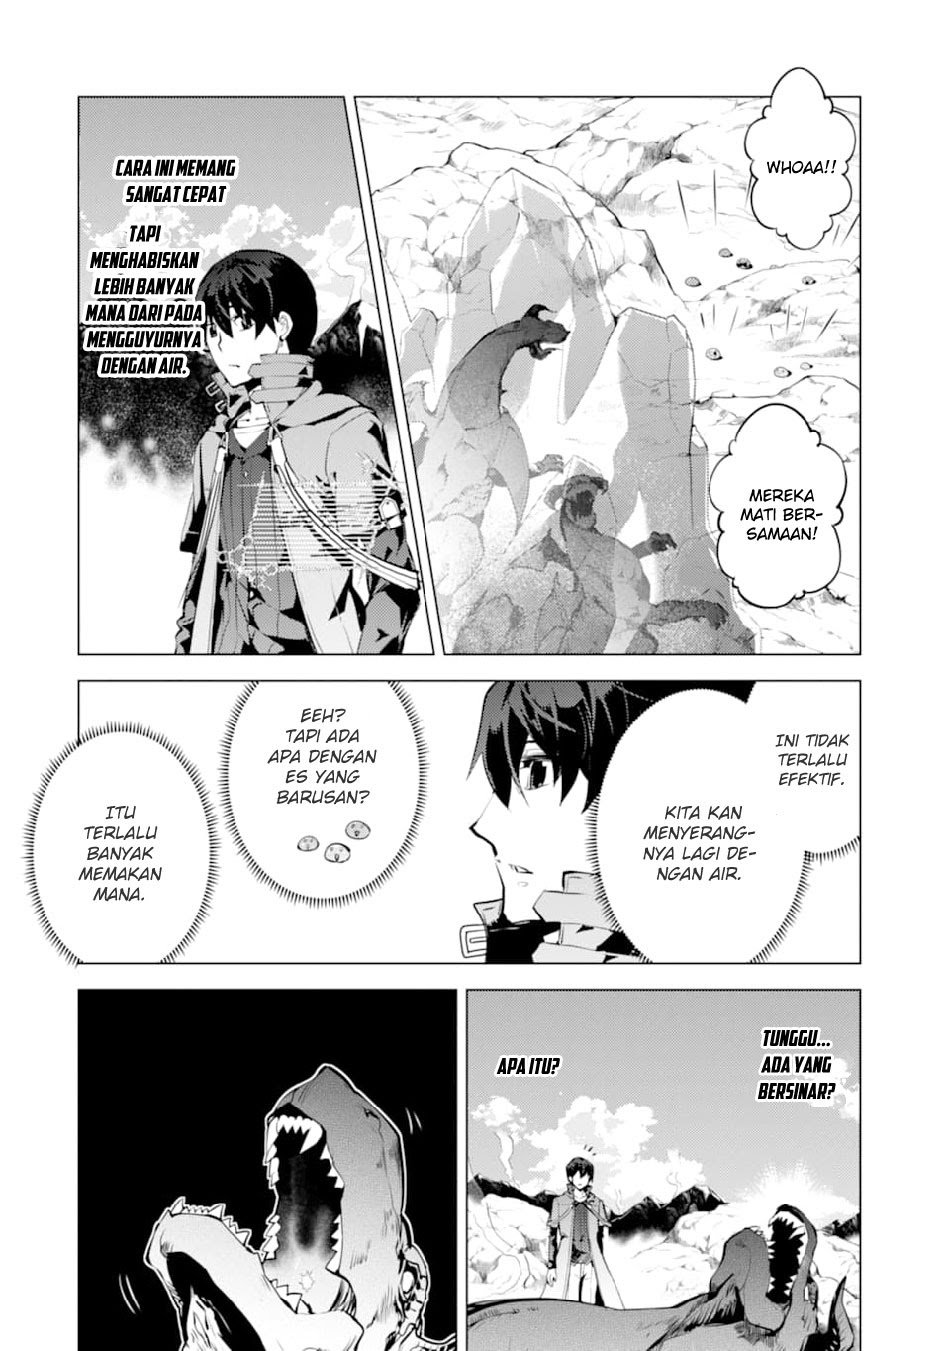 WHOAA!!
MEREKA
MATI BER-
SAMAAN!
CARA INI MEMANG
SANGAT CEPAT
TAPI
MENGHABISKAN
LEBIH BANYAK
MANA DARI PADA
MENGGUYURNYA
DENGAN AIR.
INI TIDAK
TERLALU
EFEKTIF.
KITA KAN
MENYERANG-
NYA LAGI DE-
NGAN AIR.
EEH?
TAPI ADA
APA DENGAN
ES YANG
BARUSAN?
ITU
TERLALU
BANYAK
MEMAKAN
MANA.
TUNGGU...
ADA YANG
BERSINAR?
APA ITU?